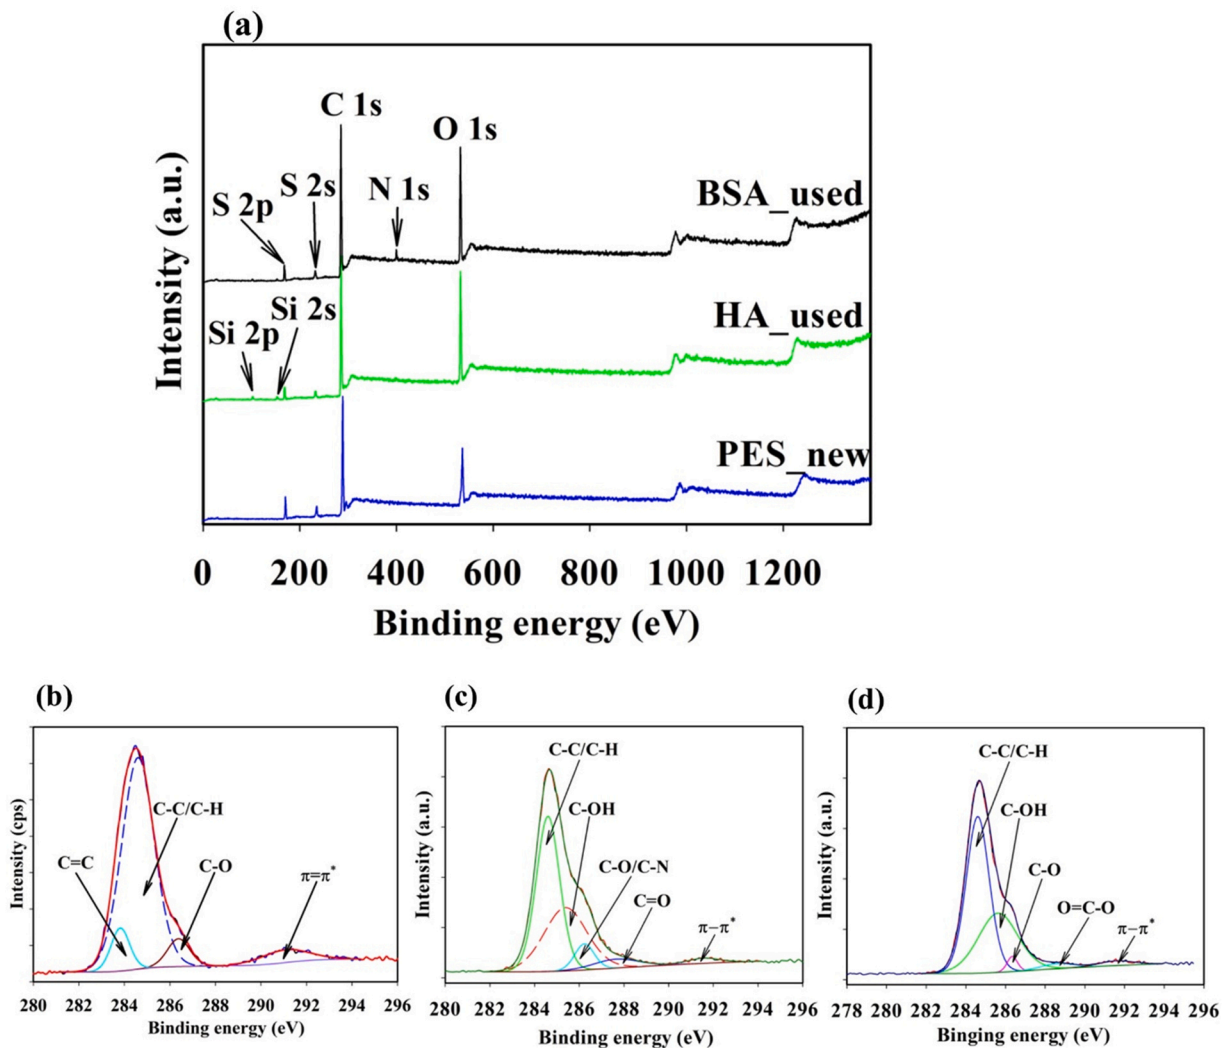 (a)
C 1s
O 1s
S 2s
N 1s
S 2p
BSA_used
Si 2s
Si 2p
HA_used
PES_new
Intensity (a.u.)
0 200 400 600 800 1000 1200
Binding energy (eV)
(b)
C-C/C-H
C=C
C-O
π=π*
Intensity (cps)
280 282 284 286 288 290 292 294 296
Binding energy (eV)
(c)
C-C/C-H
C-OH
C-O/C-N
C=O
π-π*
Intensity (a.u.)
280 282 284 286 288 290 292 294 296
Binding energy (eV)
(d)
C-C/C-H
C-OH
C-O
O=C-O
π-π*
Intensity (a.u.)
278 280 282 284 286 288 290 292 294 296
Binging energy (eV)